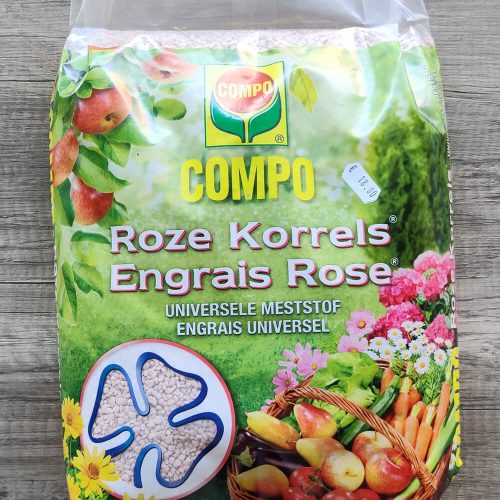 COMPO
®
COMPO
€ 18.00
Roze Korrels®
Engrais Rose®
UNIVERSELE MESTSTOF
ENGRAIS UNIVERSEL